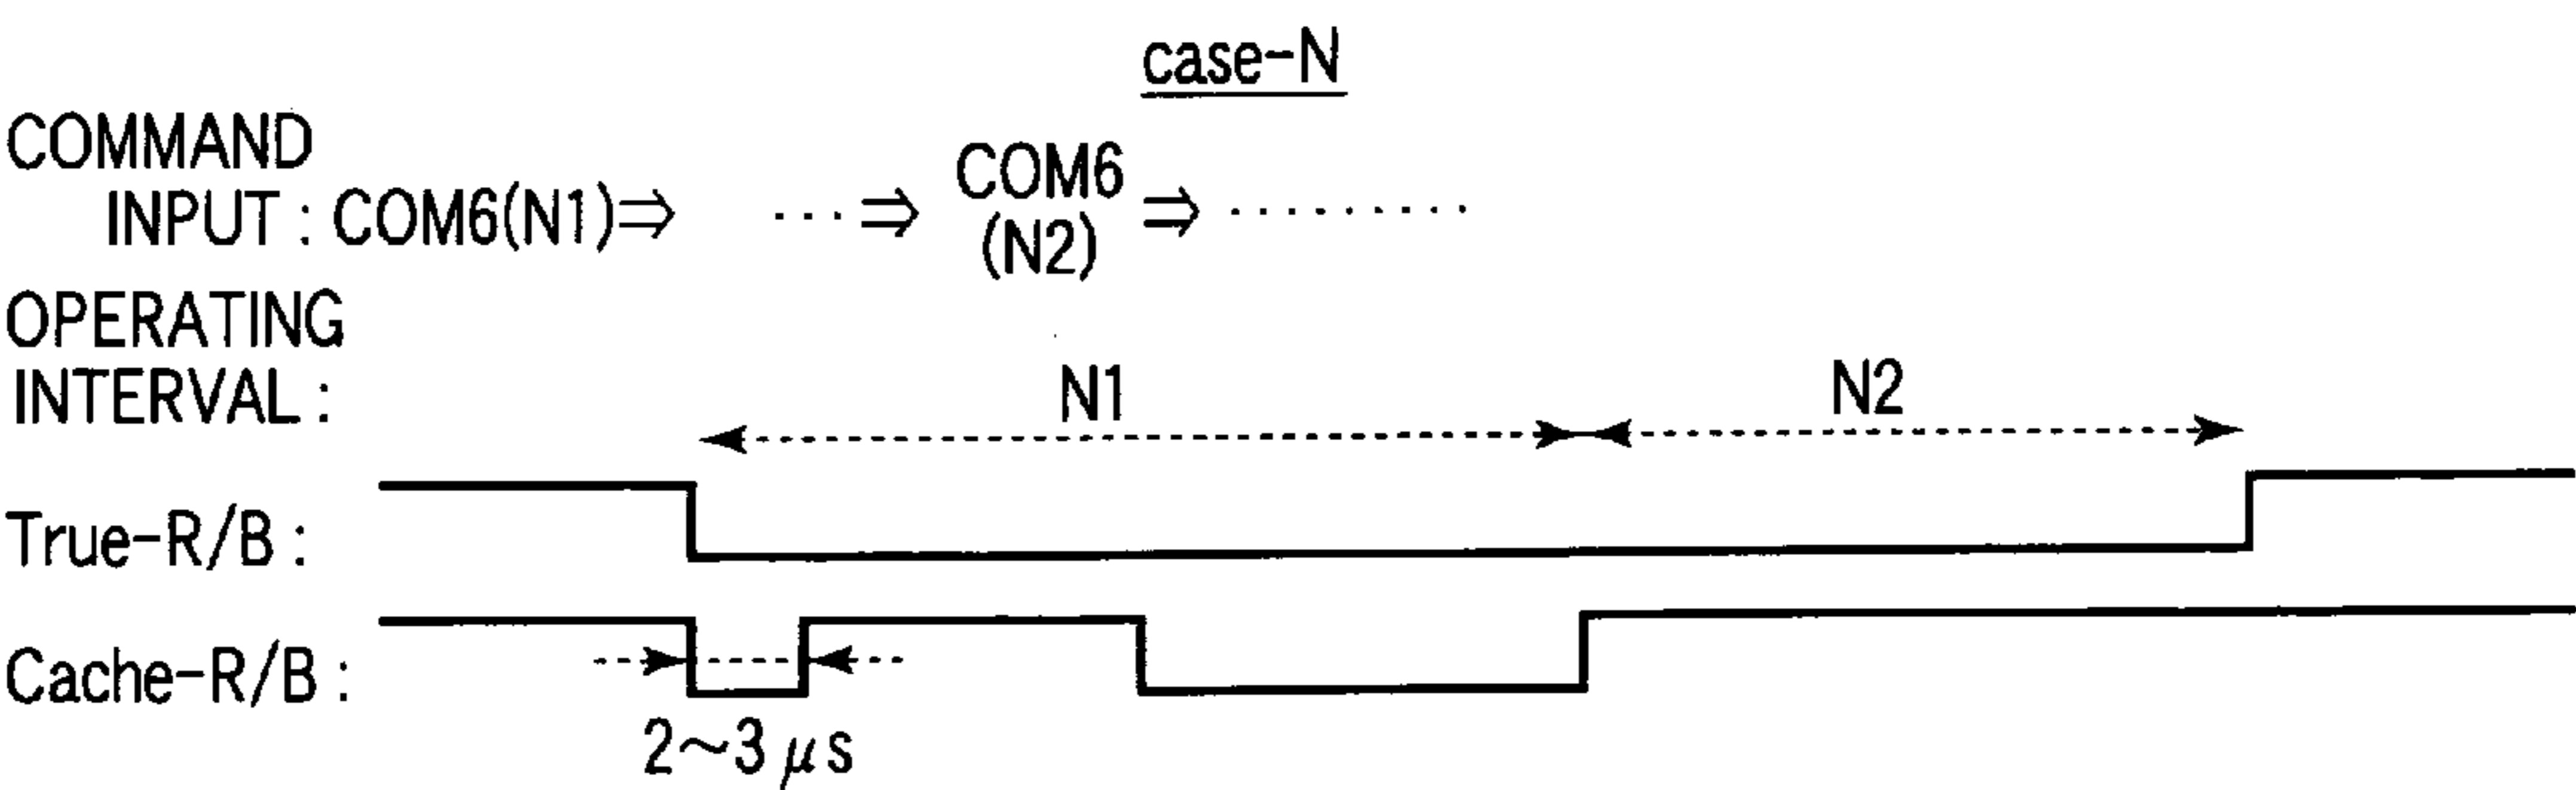 case-N
COMMAND
INPUT : COM6(N1)⇒ ···⇒ COM6 ⇒ ·········
(N2)
OPERATING
INTERVAL :
N1 N2
True-R/B :
Cache-R/B :
2~3 μs